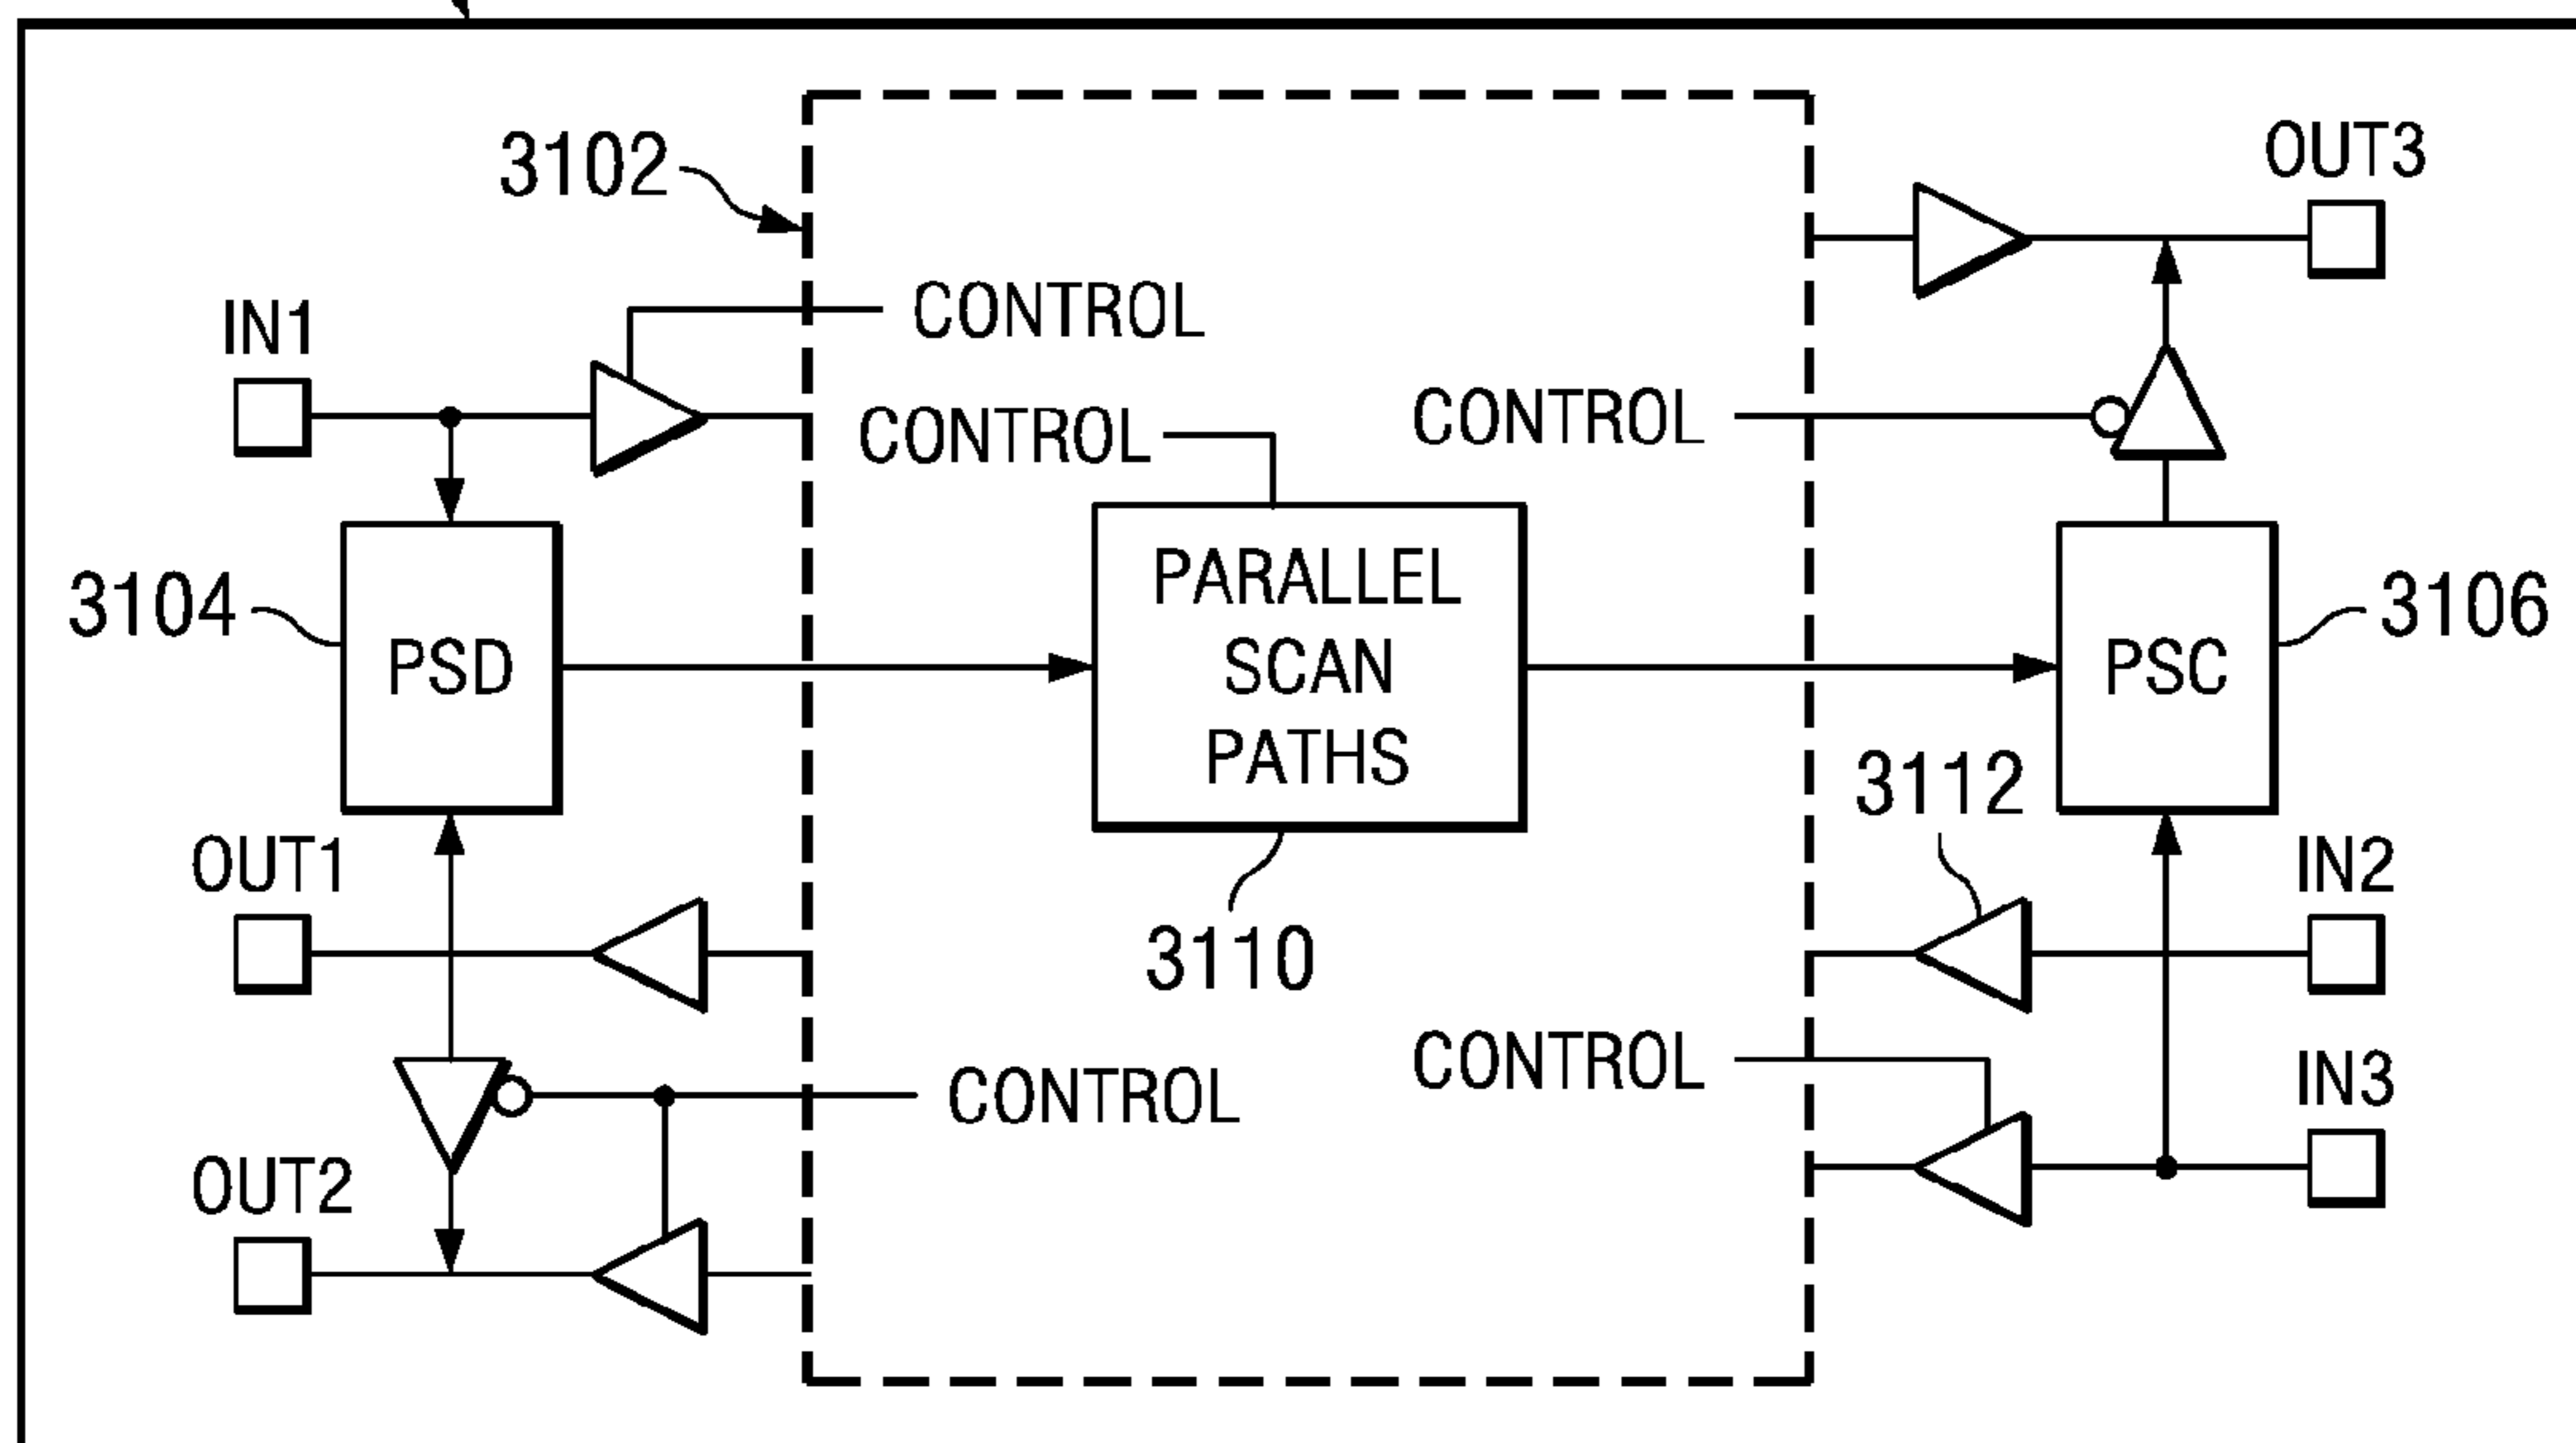 OUT3
3102
CONTROL
IN1
CONTROL
CONTROL
PARALLEL
SCAN
PATHS
3104
PSD
PSC
3106
3112
OUT1
IN2
3110
CONTROL
CONTROL
IN3
OUT2